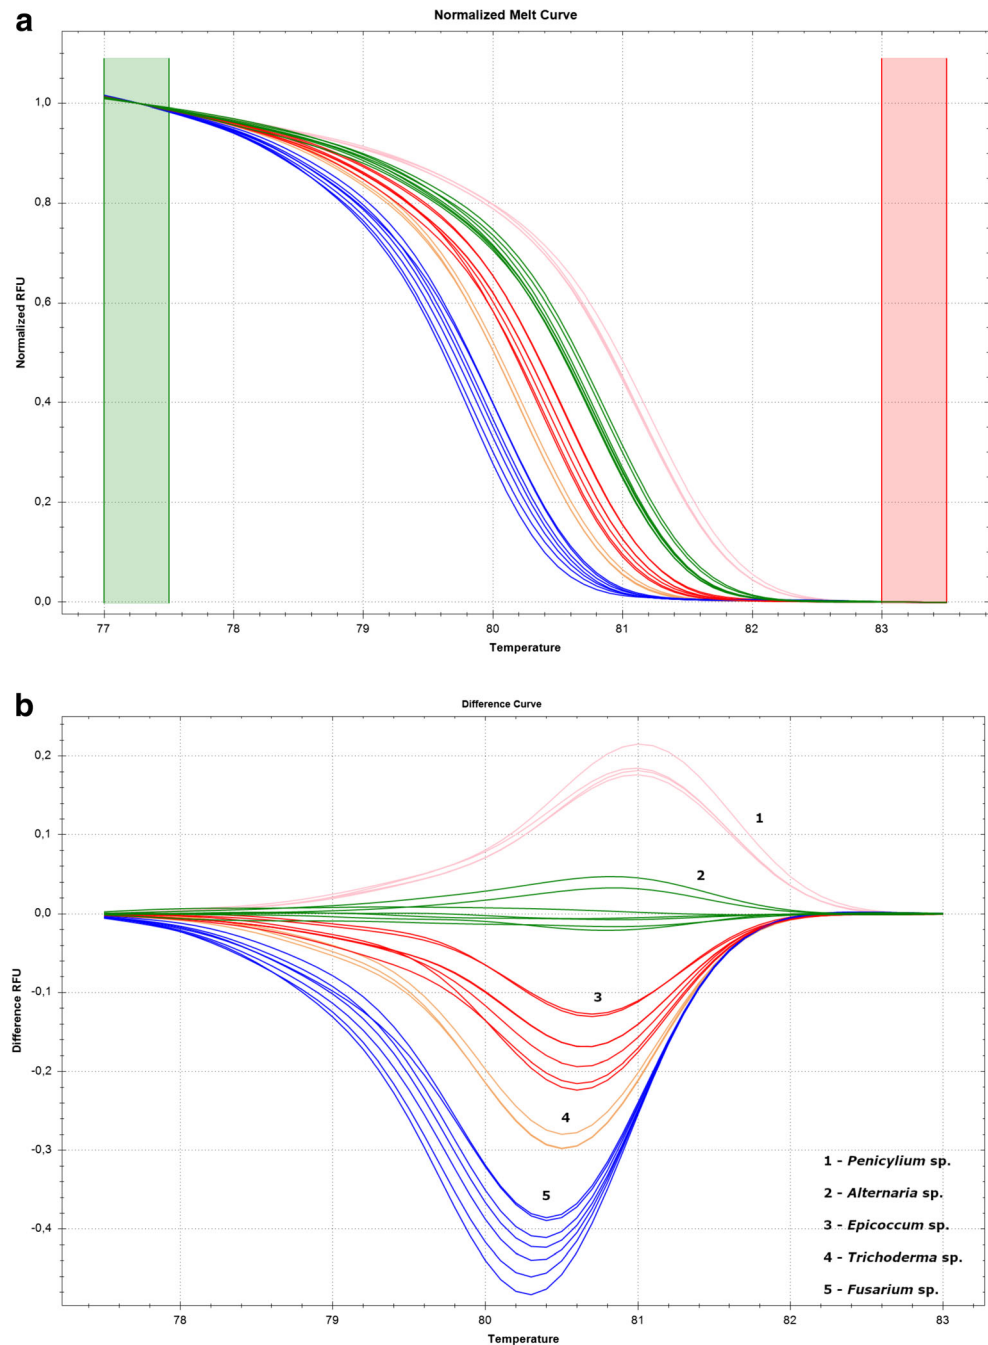 a
Normalized Melt Curve
Normalized RFU
1,0
0,8
0,6
0,4
0,2
0,0
77 78 79 80 81 82 83
Temperature
b
Difference Curve
Difference RFU
0,2
0,1
0,0
-0,1
-0,2
-0,3
-0,4
1
2
3
4
5
1 - Penicylium sp.
2 - Alternaria sp.
3 - Epicoccum sp.
4 - Trichoderma sp.
5 - Fusarium sp.
78 79 80 81 82 83
Temperature